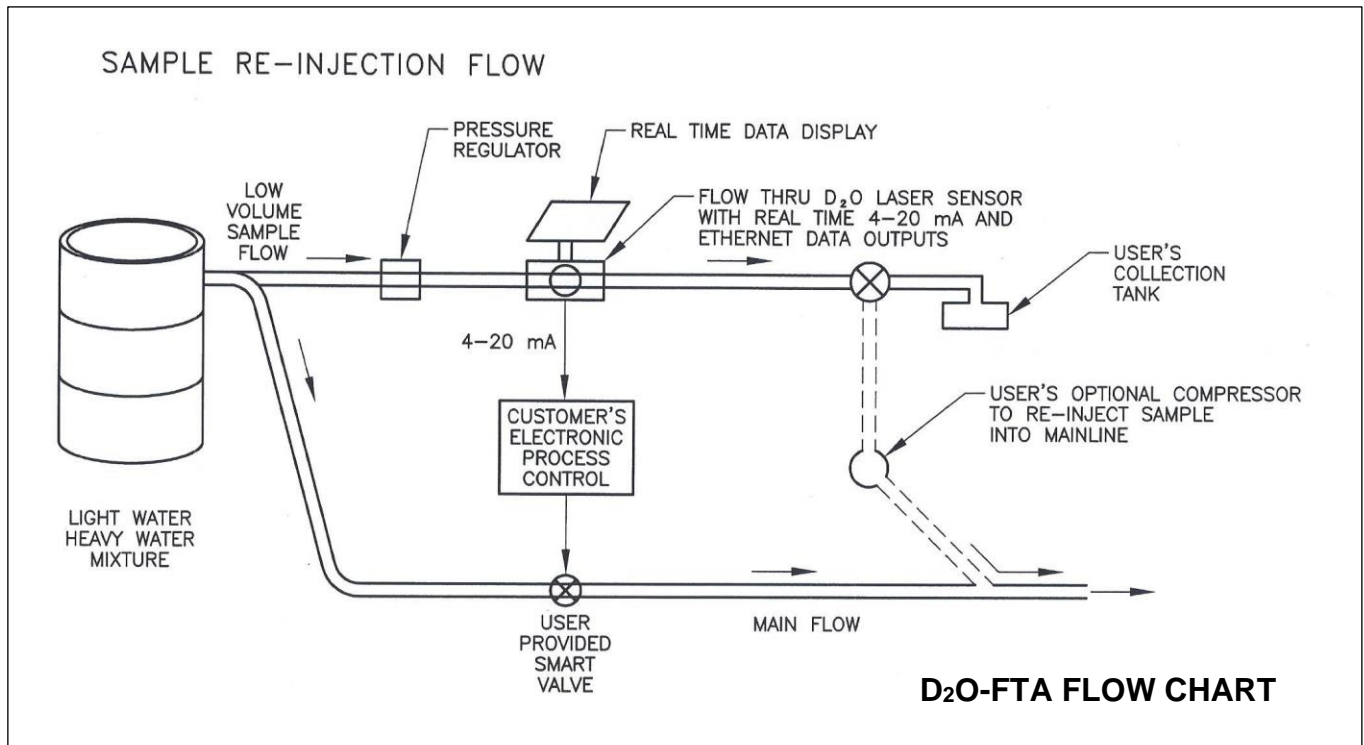 SAMPLE RE-INJECTION FLOW
PRESSURE
REGULATOR
REAL TIME DATA DISPLAY
LOW
VOLUME
SAMPLE
FLOW
FLOW THRU D₂O LASER SENSOR
WITH REAL TIME 4-20 mA AND
ETHERNET DATA OUTPUTS
USER'S
COLLECTION
TANK
4-20 mA
CUSTOMER'S
ELECTRONIC
PROCESS
CONTROL
USER'S OPTIONAL COMPRESSOR
TO RE-INJECT SAMPLE
INTO MAINLINE
LIGHT WATER
HEAVY WATER
MIXTURE
USER
PROVIDED
SMART
VALVE
MAIN FLOW
D₂O-FTA FLOW CHART